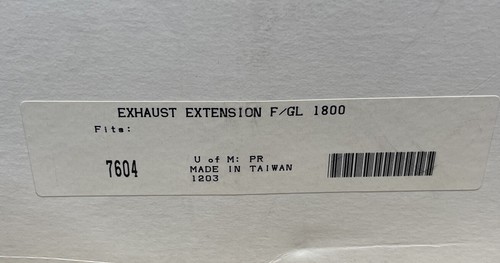 EXHAUST EXTENSION F/GL 1800
Fits:
7604
U of M: PR
MADE IN TAIWAN
1203